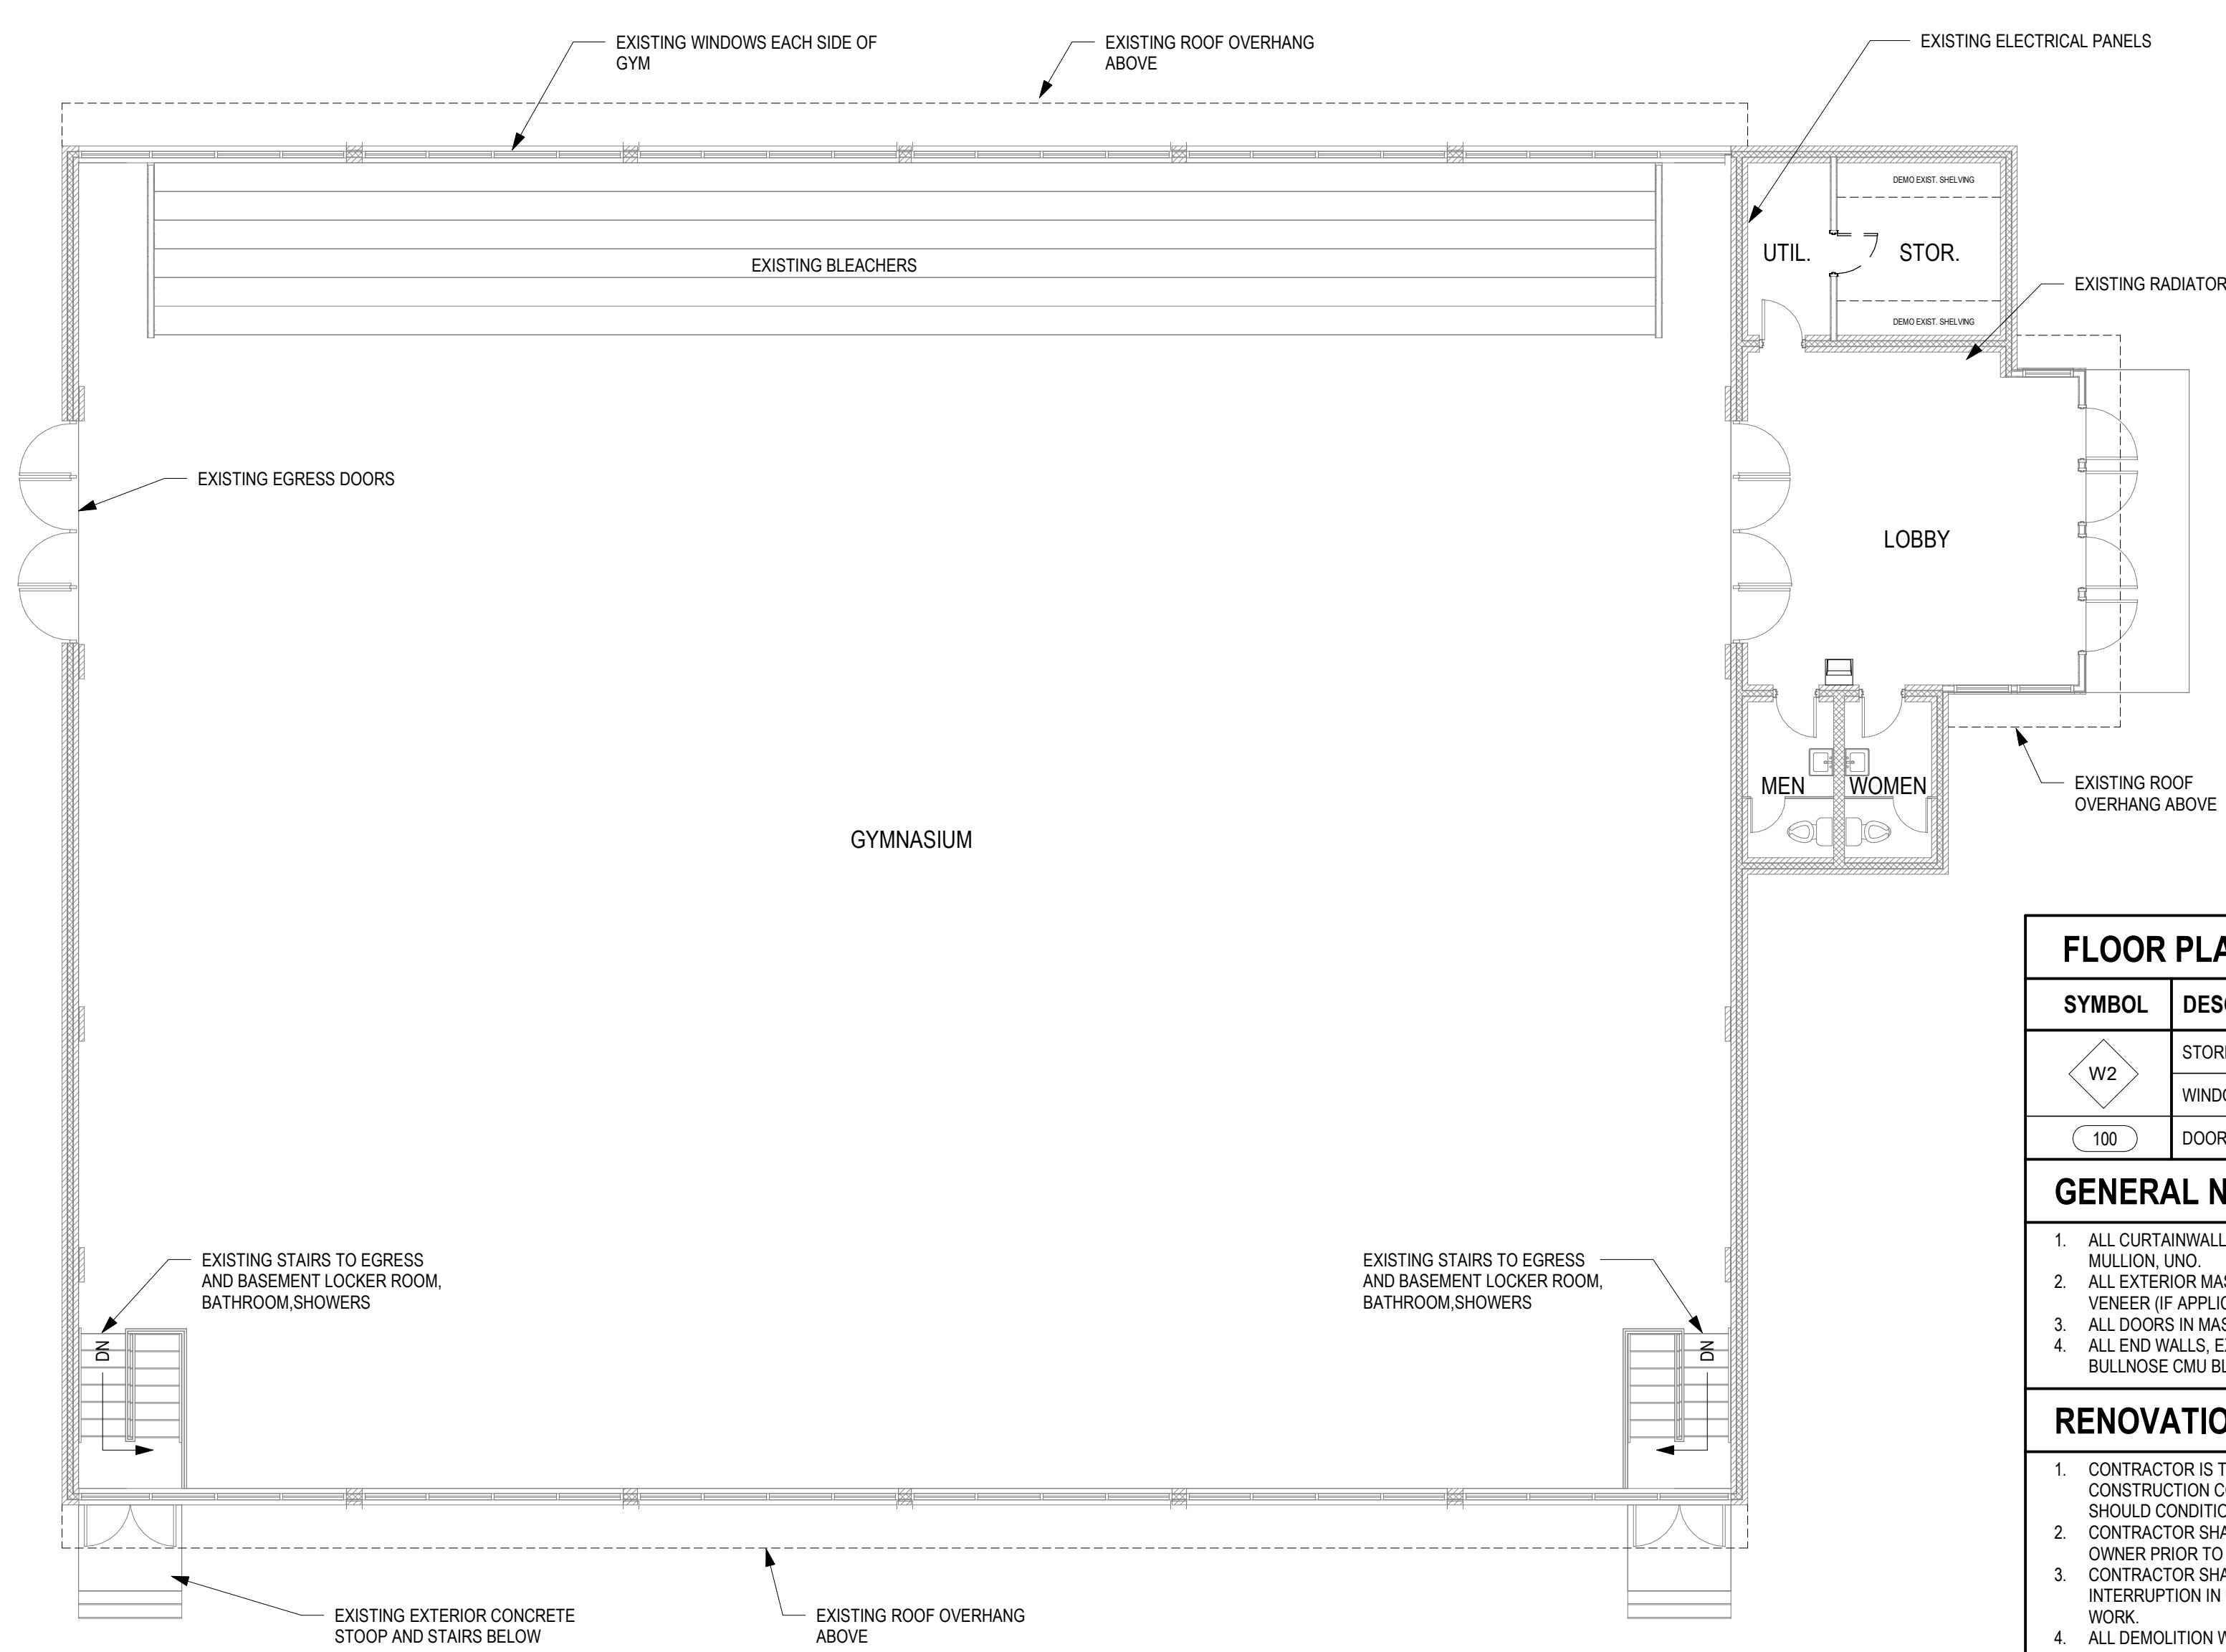 EXISTING WINDOWS EACH SIDE OF
GYM
EXISTING ROOF OVERHANG
ABOVE
EXISTING ELECTRICAL PANELS
DEMO EXIST. SHELVING
UTIL.
STOR.
EXISTING BLEACHERS
EXISTING RADIATOR
DEMO EXIST. SHELVING
EXISTING EGRESS DOORS
LOBBY
MEN
WOMEN
EXISTING ROOF
OVERHANG ABOVE
GYMNASIUM
EXISTING STAIRS TO EGRESS
AND BASEMENT LOCKER ROOM,
BATHROOM,SHOWERS
EXISTING STAIRS TO EGRESS
AND BASEMENT LOCKER ROOM,
BATHROOM,SHOWERS
DN
DN
EXISTING EXTERIOR CONCRETE
STOOP AND STAIRS BELOW
EXISTING ROOF OVERHANG
ABOVE
FLOOR PLA
SYMBOL DES
W2
STOR
WINDO
100 DOOR
GENERAL N
1. ALL CURTAINWALL
MULLION, UNO.
2. ALL EXTERIOR MAS
VENEER (IF APPLIC
3. ALL DOORS IN MAS
4. ALL END WALLS, E
BULLNOSE CMU BL
RENOVATIO
1. CONTRACTOR IS T
CONSTRUCTION CO
SHOULD CONDITIO
2. CONTRACTOR SHA
OWNER PRIOR TO
3. CONTRACTOR SHA
INTERRUPTION IN
WORK.
4. ALL DEMOLITION W